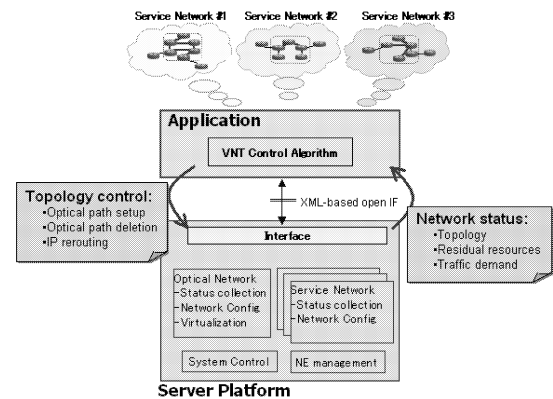 Service Network #1
Service Network #2
Service Network #3
Application
VNT Control Algorithm
Topology control:
•Optical path setup
•Optical path deletion
•IP rerouting
XML-based open IF
Network status:
•Topology
•Residual resources
•Traffic demand
Interface
Optical Network
-Status collection
-Network Config
-Virtualization
Service Network
-Status collection
-Network Config
System Control
NE management
Server Platform